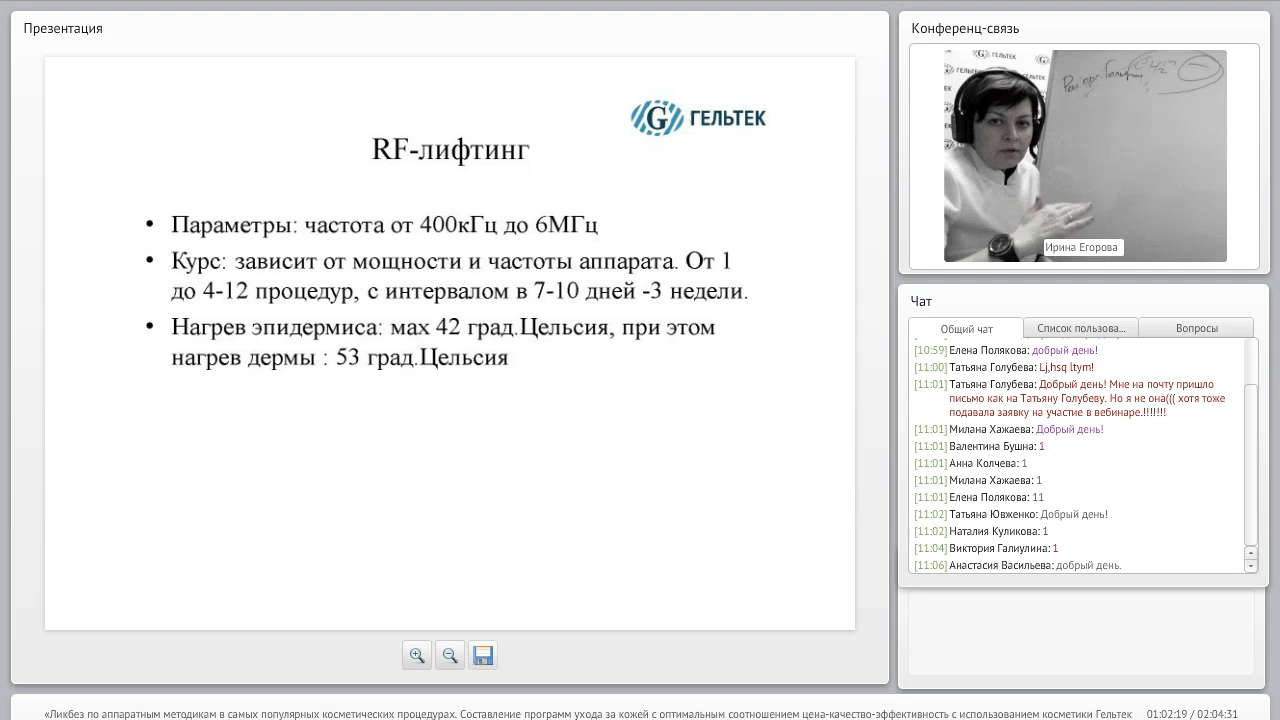 Презентация
ГЕЛЬТЕК
RF-лифтинг
• Параметры: частота от 400кГц до 6МГц
• Курс: зависит от мощности и частоты аппарата. От 1
до 4-12 процедур, с интервалом в 7-10 дней -3 недели.
• Нагрев эпидермиса: мах 42 град.Цельсия, при этом
нагрев дермы : 53 град.Цельсия
Конференц-связь
Ирина Егорова
Чат
Общий чат
Список пользова...
Вопросы
[10:59] Елена Полякова: добрый день!
[11:00] Татьяна Голубева: Lj,hsq ltym!
[11:01] Татьяна Голубева: Добрый день! Мне на почту пришло
письмо как на Татьяну Голубеву. Но я не она((( хотя тоже
подавала заявку на участие в вебинаре.!!!!!!!
[11:01] Милана Хажаева: Добрый день!
[11:01] Валентина Бушна: 1
[11:01] Анна Колчева: 1
[11:01] Милана Хажаева: 1
[11:01] Елена Полякова: 11
[11:02] Татьяна Ювженко: Добрый день!
[11:02] Наталия Куликова: 1
[11:04] Виктория Галиулина: 1
[11:06] Анастасия Васильева: добрый день.
«Ликбез по аппаратным методикам в самых популярных косметических процедурах. Составление программ ухода за кожей с оптимальным соотношением цена-качество-эффективность с использованием косметики Гельтек 01:02:19 / 02:04:31